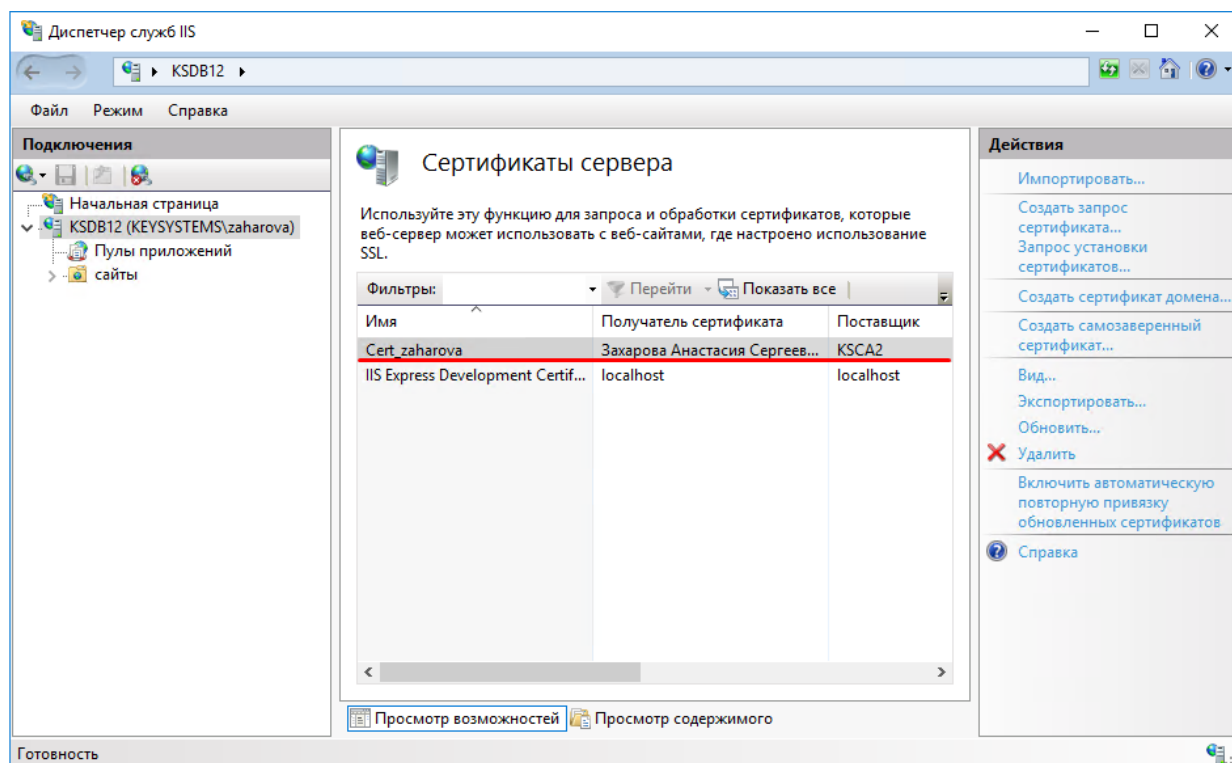 Диспетчер служб IIS
KSDB12
Файл Режим Справка
Подключения
Начальная страница
KSDB12 (KEYSYSTEMS\zaharova)
Пулы приложений
сайты
Сертификаты сервера
Используйте эту функцию для запроса и обработки сертификатов, которые
веб-сервер может использовать с веб-сайтами, где настроено использование
SSL.
Фильтры: Перейти Показать все
Имя Получатель сертификата Поставщик
Cert_zaharova Захарова Анастасия Сергеев... KSCA2
IIS Express Development Certif... localhost localhost
Просмотр возможностей Просмотр содержимого
Действия
Импортировать...
Создать запрос
сертификата...
Запрос установки
сертификатов...
Создать сертификат домена...
Создать самозаверенный
сертификат...
Вид...
Экспортировать...
Обновить...
Удалить
Включить автоматическую
повторную привязку
обновленных сертификатов
Справка
Готовность